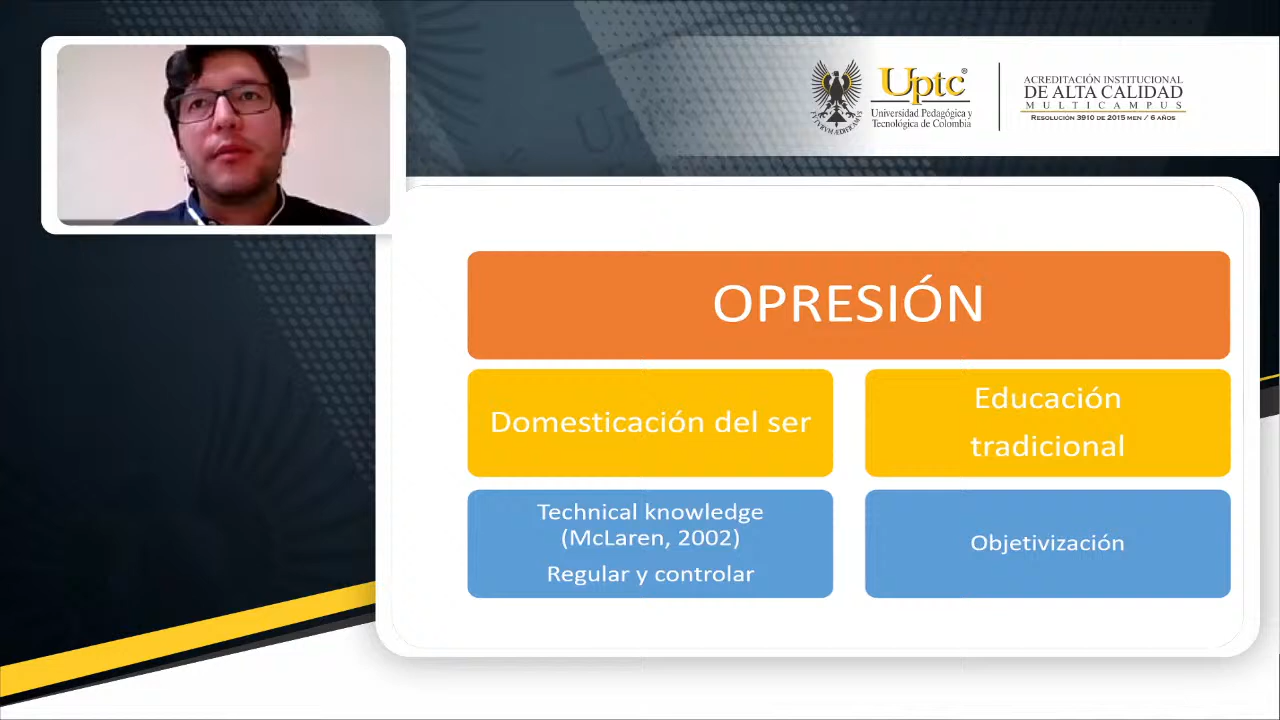 Uptc®
Universidad Pedagógica y
Tecnológica de Colombia
ACREDITACIÓN INSTITUCIONAL
DE ALTA CALIDAD
MULTICAMPUS
RESOLUCIÓN 3910 DE 2015 MEN / 6 AÑOS
OPRESIÓN
Domesticación del ser
Educación
tradicional
Technical knowledge
(McLaren, 2002)
Regular y controlar
Objetivización